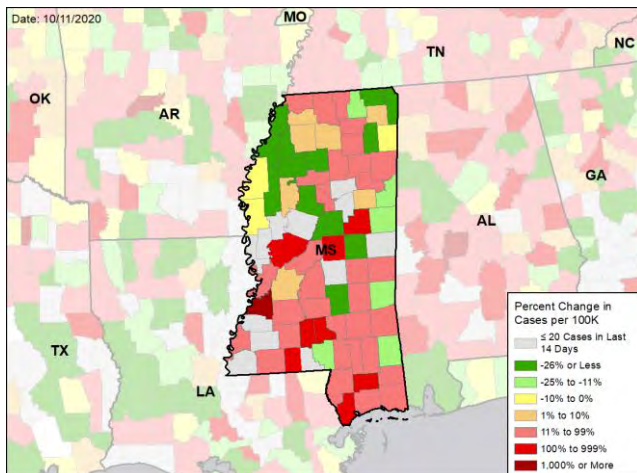 Date: 10/11/2020
MO
NC
TN
OK
AR
GA
MS
AL
TX
LA
Percent Change in
Cases per 100K
≤ 20 Cases in Last
14 Days
-26% or Less
-25% to -11%
-10% to 0%
1% to 10%
11% to 99%
100% to 999%
1,000% or More